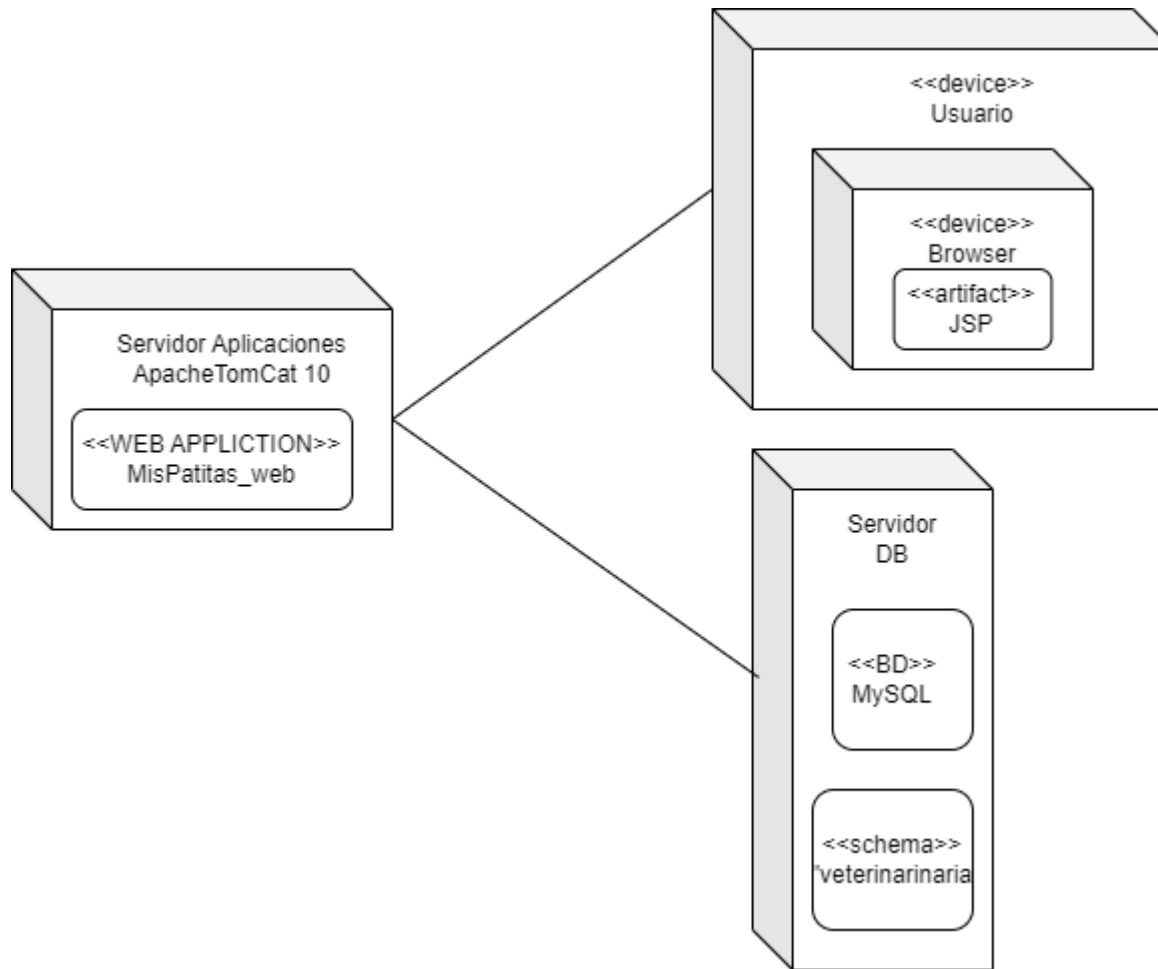 <<device>>
Usuario
<<device>>
Browser
<<artifact>>
JSP
Servidor Aplicaciones
ApacheTomCat 10
<<WEB APPLICTION>>
MisPatitas_web
Servidor
DB
<<BD>>
MySQL
<<schema>>
"veterinarinaria